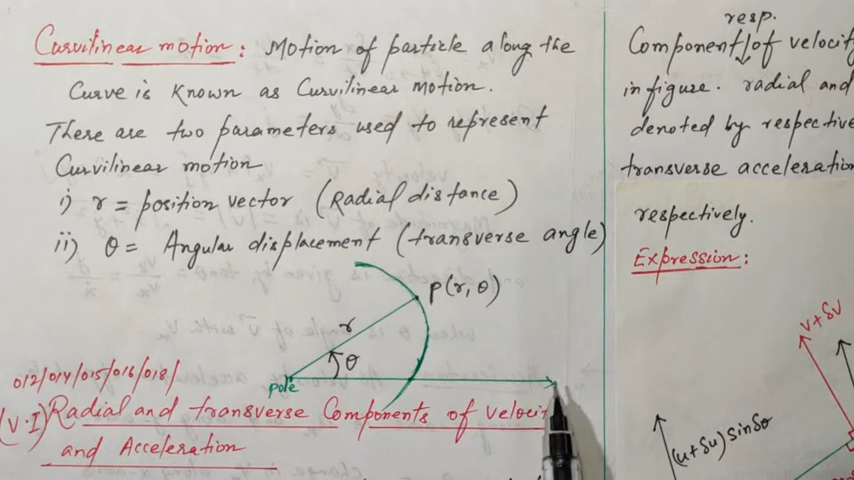 Curvilinear motion: Motion of particle along the
Curve is known as Curvilinear motion.
There are two parameters used to represent
Curvilinear motion
i) r = position vector (Radial distance)
ii) θ = Angular displacement (transverse angle)
P(r, θ)
r
θ
pole
012/014/015/016/018/
(V.I) Radial and transverse Components of velocit
and Acceleration
resp.
Component of velocity
in figure. radial and
denoted by respective
transverse acceleration
respectively.
Expression:
v+δv
(u+δu) sinδθ